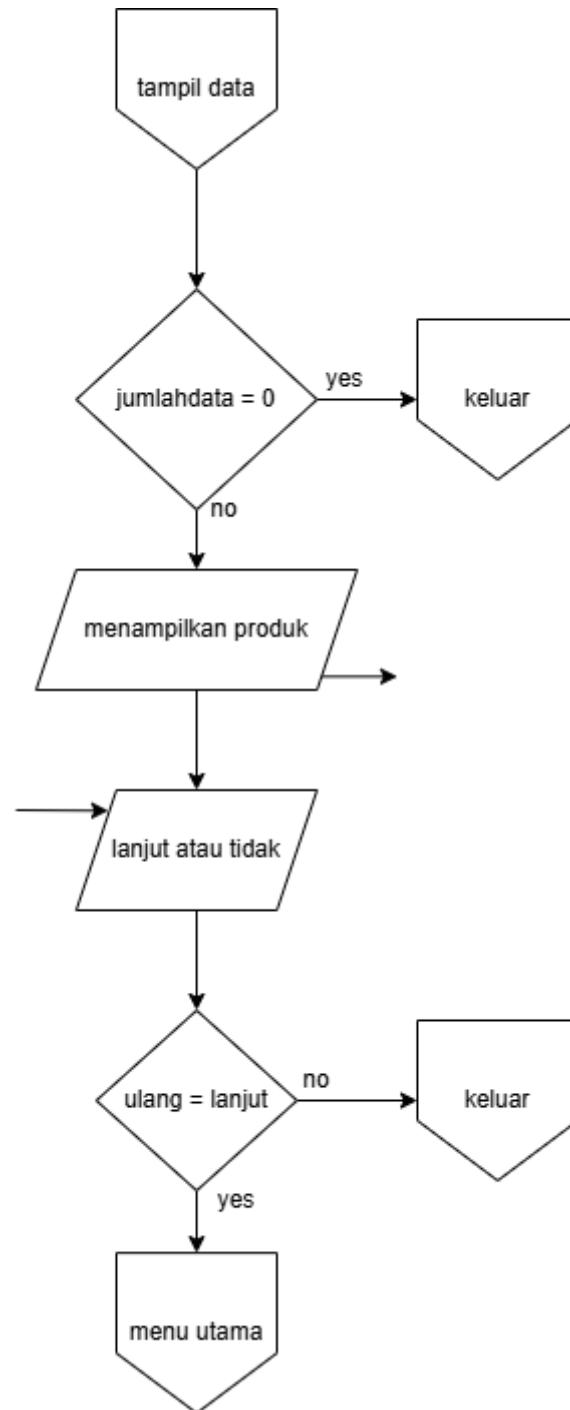 tampil data
jumlahdata = 0
yes
keluar
no
menampilkan produk
lanjut atau tidak
ulang = lanjut
no
keluar
yes
menu utama